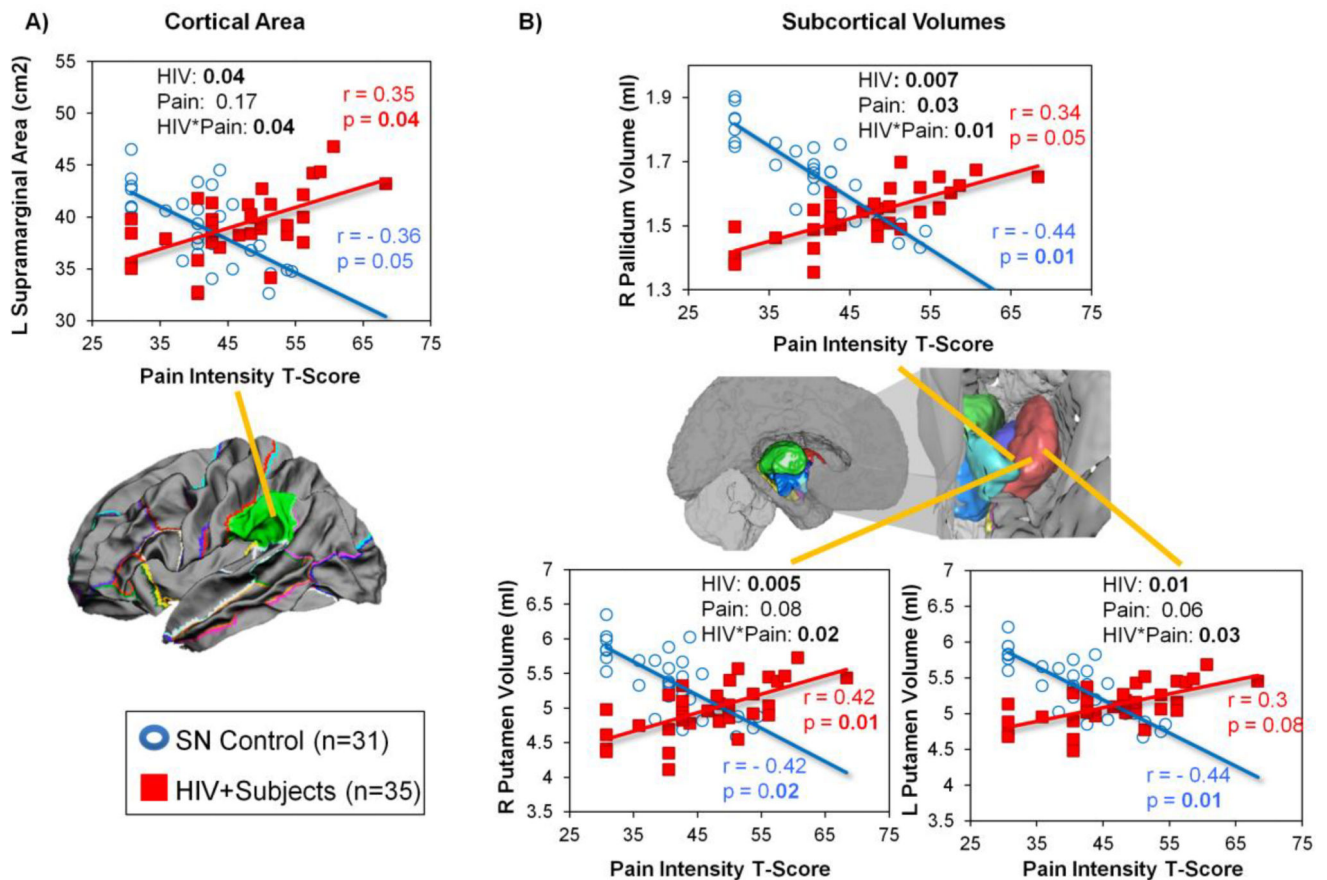 A)
Cortical Area
L Supramarginal Area (cm2)
55
50
45
40
35
30
HIV: 0.04
Pain: 0.17
HIV*Pain: 0.04
r = 0.35
p = 0.04
r = - 0.36
p = 0.05
25 35 45 55 65 75
Pain Intensity T-Score
B)
Subcortical Volumes
R Pallidum Volume (ml)
1.9
1.7
1.5
1.3
HIV: 0.007
Pain: 0.03
HIV*Pain: 0.01
r = 0.34
p = 0.05
r = - 0.44
p = 0.01
25 35 45 55 65 75
Pain Intensity T-Score
R Putamen Volume (ml)
7
6.5
6
5.5
5
4.5
4
3.5
HIV: 0.005
Pain: 0.08
HIV*Pain: 0.02
r = 0.42
p = 0.01
r = - 0.42
p = 0.02
25 35 45 55 65 75
Pain Intensity T-Score
L Putamen Volume (ml)
7
6.5
6
5.5
5
4.5
4
3.5
HIV: 0.01
Pain: 0.06
HIV*Pain: 0.03
r = 0.3
p = 0.08
r = - 0.44
p = 0.01
25 35 45 55 65 75
Pain Intensity T-Score
SN Control (n=31)
HIV+Subjects (n=35)